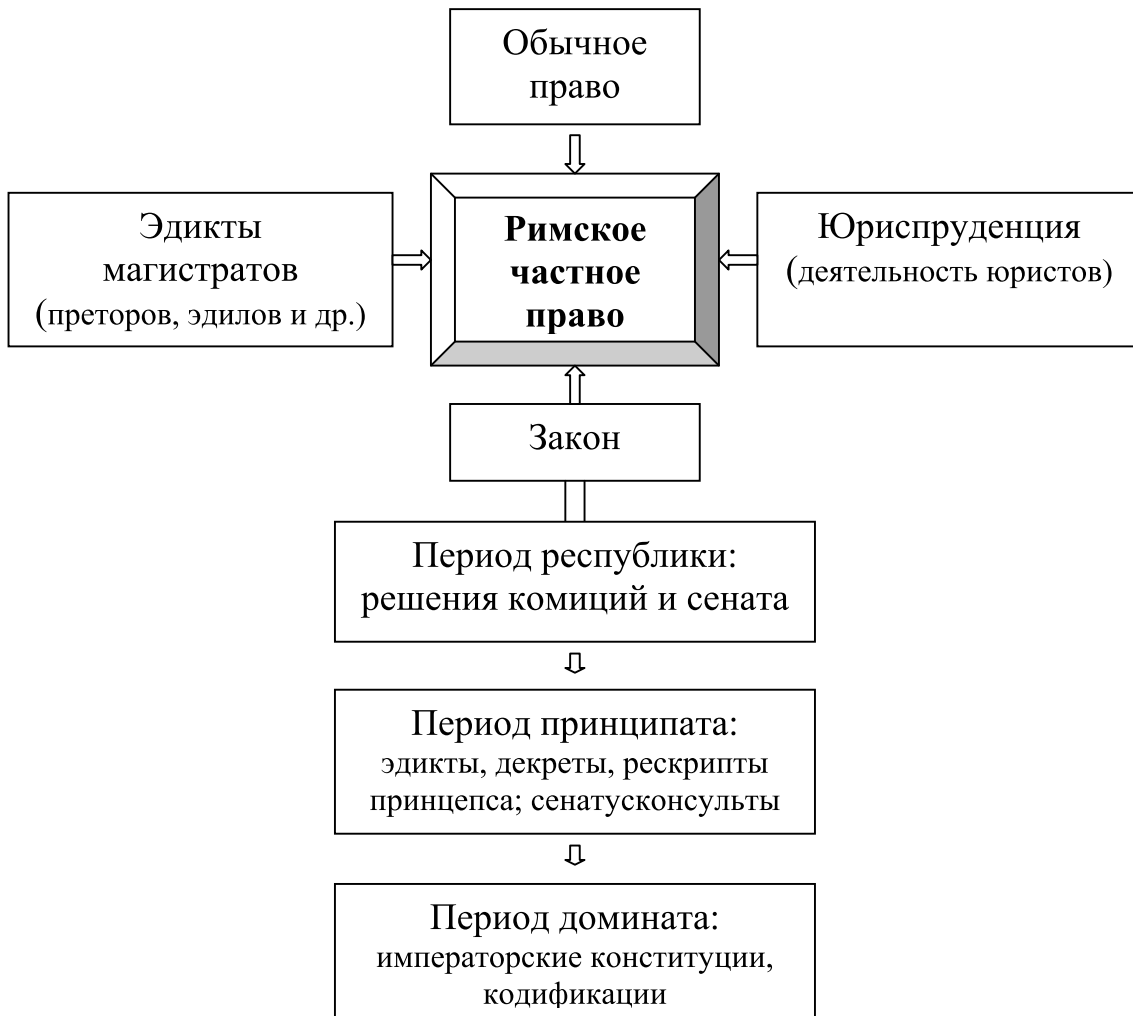 Обычное
право
Эдикты
магистратов
(преторов, эдилов и др.)
Римское
частное
право
Юриспруденция
(деятельность юристов)
Закон
Период республики:
решения комиций и сената
Период принципата:
эдикты, декреты, рескрипты
принцепса; сенатусконсульты
Период домината:
императорские конституции,
кодификации